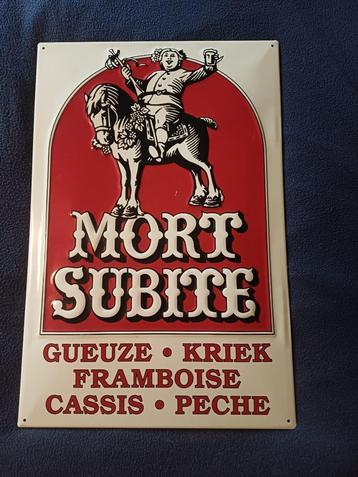 MORT
SUBITE
GUEUZE • KRIEK
FRAMBOISE
CASSIS • PECHE